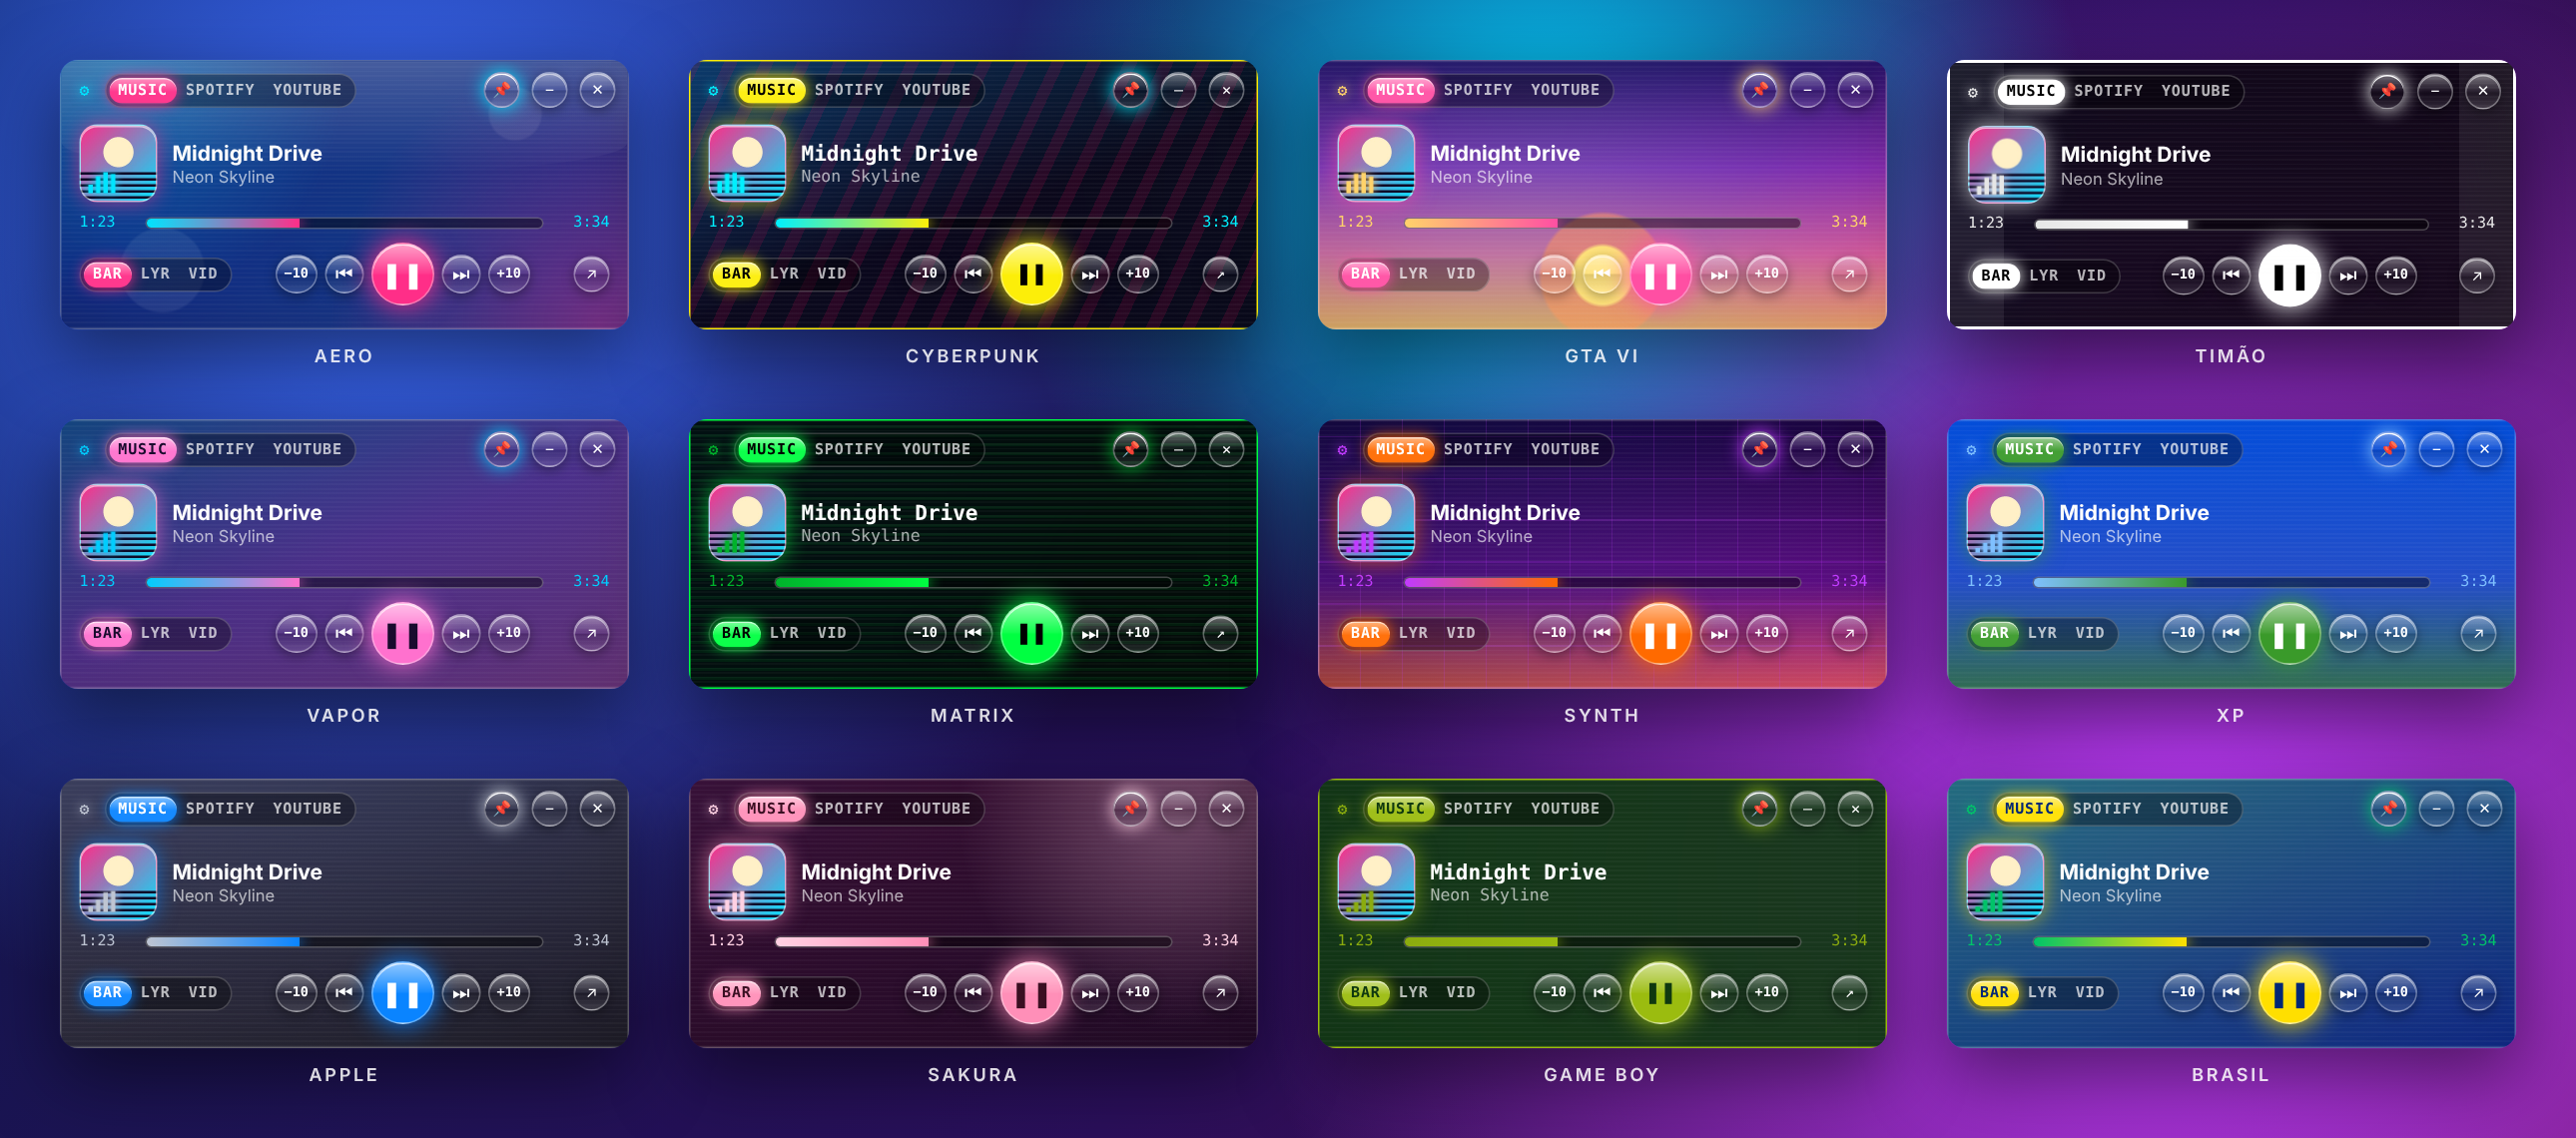 MUSIC SPOTIFY YOUTUBE
Midnight Drive
Neon Skyline
1:23 3:34
BAR LYR VID −10 +10
AERO
MUSIC SPOTIFY YOUTUBE
Midnight Drive
Neon Skyline
1:23 3:34
BAR LYR VID −10 +10
CYBERPUNK
MUSIC SPOTIFY YOUTUBE
Midnight Drive
Neon Skyline
1:23 3:34
BAR LYR VID −10 +10
GTA VI
MUSIC SPOTIFY YOUTUBE
Midnight Drive
Neon Skyline
1:23 3:34
BAR LYR VID −10 +10
TIMÃO
MUSIC SPOTIFY YOUTUBE
Midnight Drive
Neon Skyline
1:23 3:34
BAR LYR VID −10 +10
VAPOR
MUSIC SPOTIFY YOUTUBE
Midnight Drive
Neon Skyline
1:23 3:34
BAR LYR VID −10 +10
MATRIX
MUSIC SPOTIFY YOUTUBE
Midnight Drive
Neon Skyline
1:23 3:34
BAR LYR VID −10 +10
SYNTH
MUSIC SPOTIFY YOUTUBE
Midnight Drive
Neon Skyline
1:23 3:34
BAR LYR VID −10 +10
XP
MUSIC SPOTIFY YOUTUBE
Midnight Drive
Neon Skyline
1:23 3:34
BAR LYR VID −10 +10
APPLE
MUSIC SPOTIFY YOUTUBE
Midnight Drive
Neon Skyline
1:23 3:34
BAR LYR VID −10 +10
SAKURA
MUSIC SPOTIFY YOUTUBE
Midnight Drive
Neon Skyline
1:23 3:34
BAR LYR VID −10 +10
GAME BOY
MUSIC SPOTIFY YOUTUBE
Midnight Drive
Neon Skyline
1:23 3:34
BAR LYR VID −10 +10
BRASIL